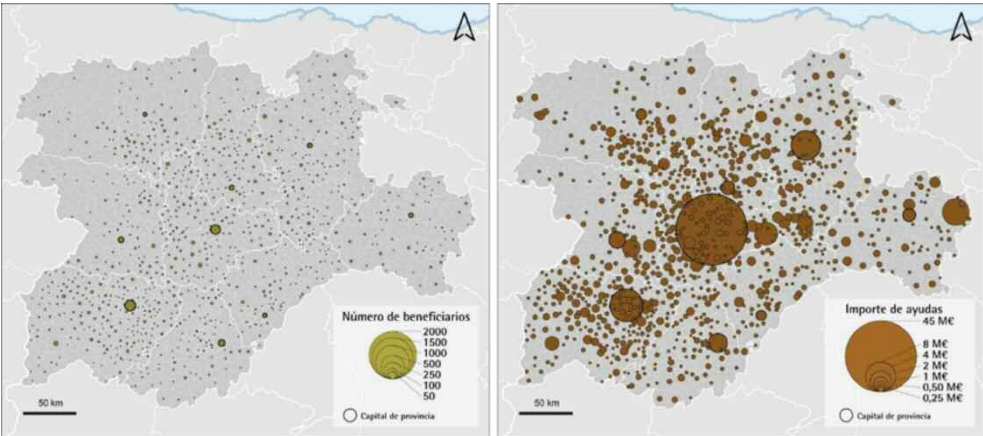 Número de beneficiarios
2000
1500
1000
500
250
100
50
Capital de provincia
50 km
Importe de ayudas
45 M€
8 M€
4 M€
2 M€
1 M€
0,50 M€
0,25 M€
Capital de provincia
50 km